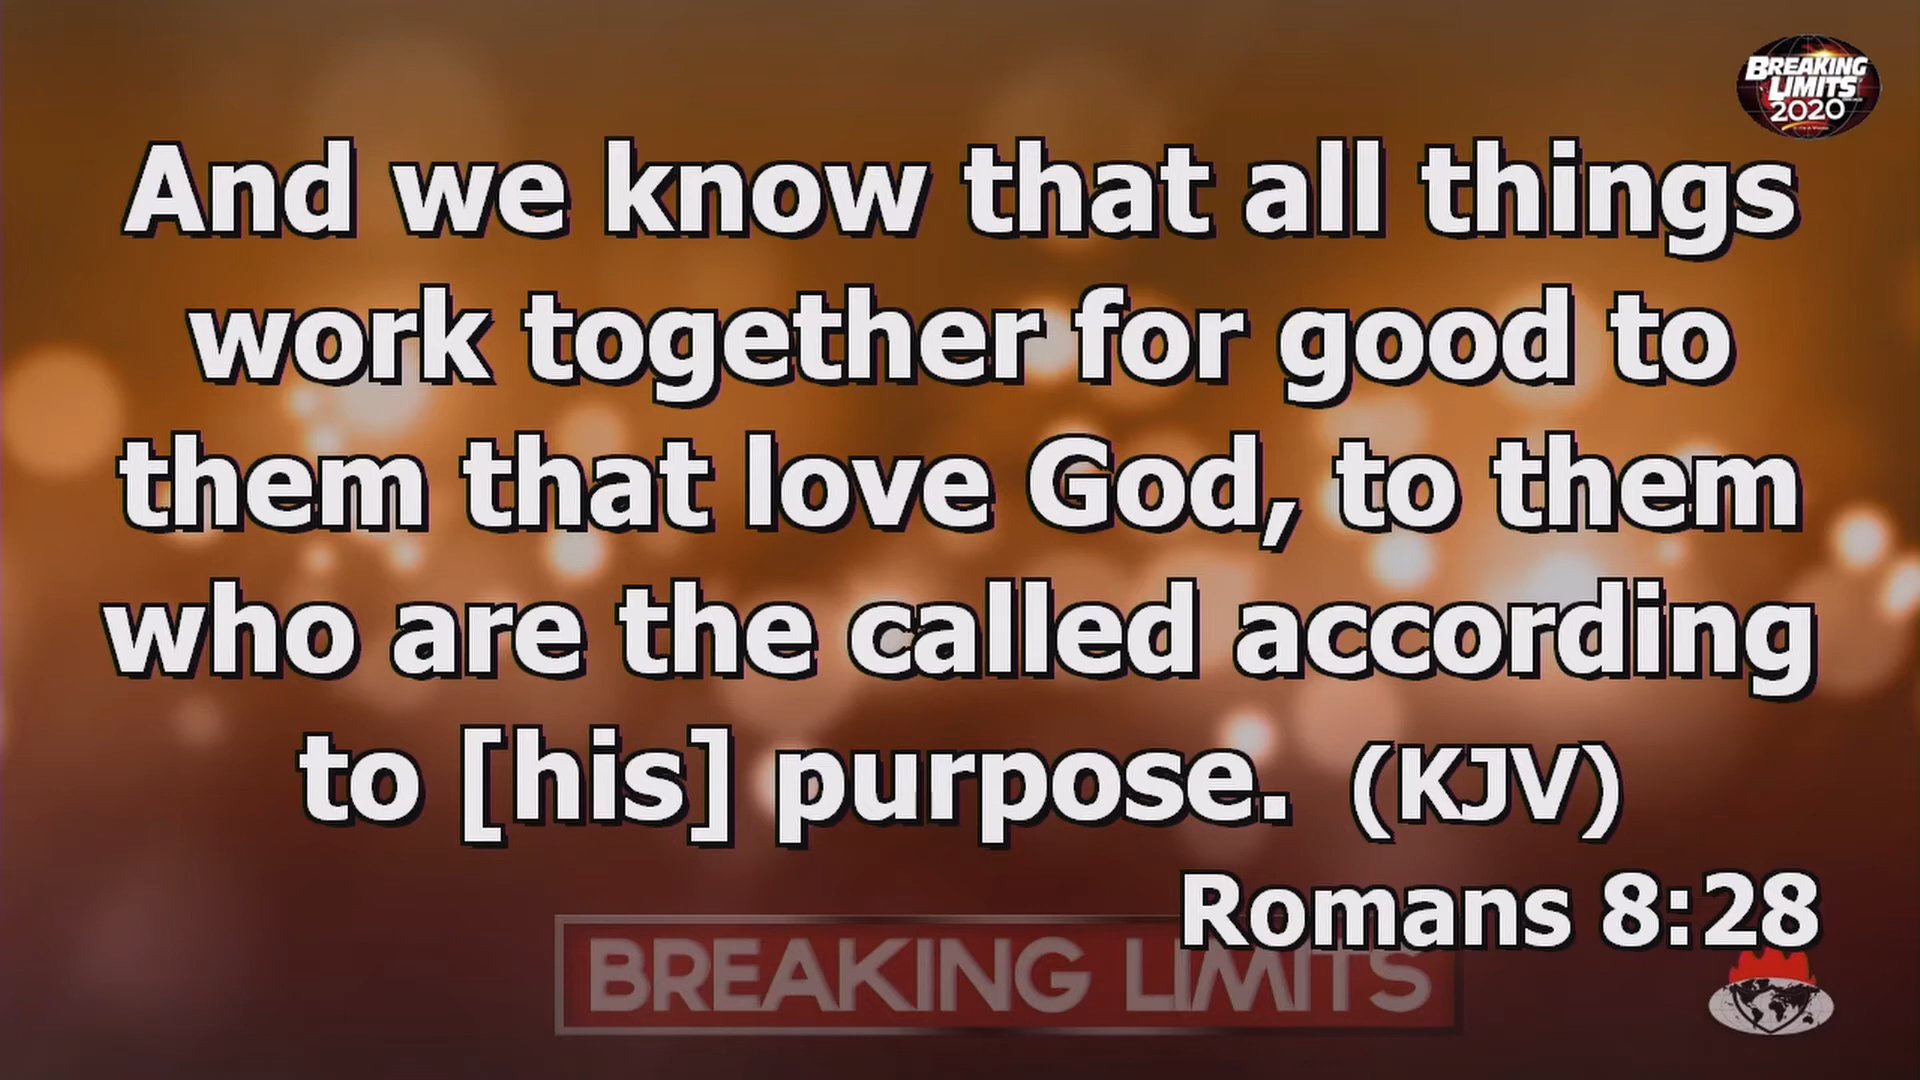 BREAKING
LIMITS
2020
And we know that all things
work together for good to
them that love God, to them
who are the called according
to [his] purpose. (KJV)
Romans 8:28
BREAKING LIMITS